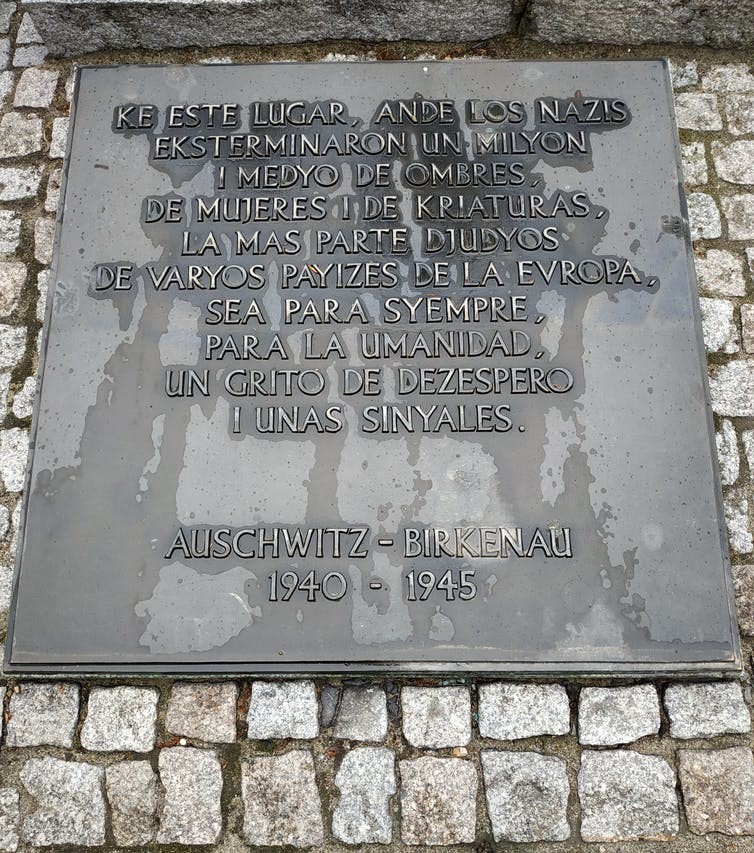 KE ESTE LUGAR, ANDE LOS NAZIS
EKSTERMINARON UN MILYON
I MEDYO DE OMBRES,
DE MUJERES I DE KRIATURAS,
LA MAS PARTE DJUDYOS
DE VARYOS PAYIZES DE LA EVROPA,
SEA PARA SYEMPRE,
PARA LA UMANIDAD,
UN GRITO DE DEZESPERO
I UNAS SINYALES.
AUSCHWITZ - BIRKENAU
1940 - 1945